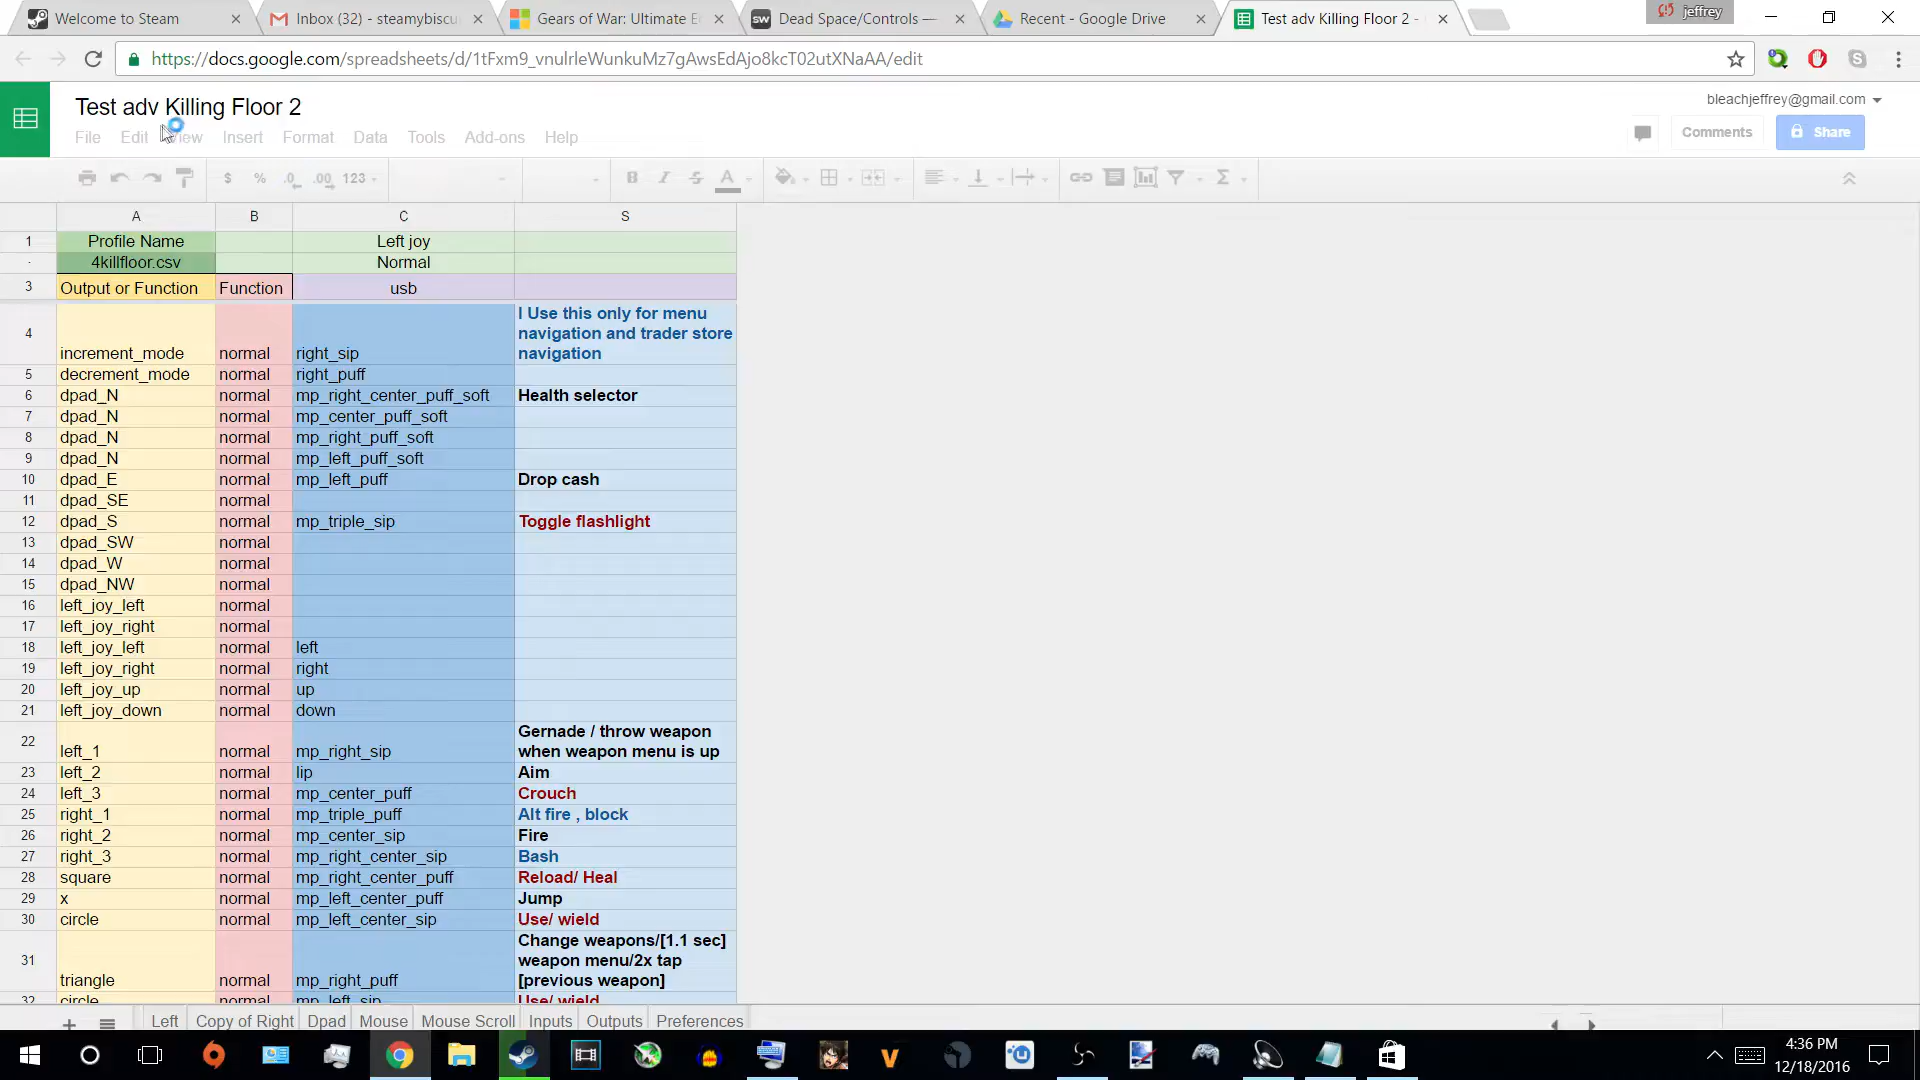 Welcome to Steam
Inbox (32) - steamybiscu
Gears of War: Ultimate E
Dead Space/Controls —
Recent - Google Drive
Test adv Killing Floor 2 -
jeffrey
https://docs.google.com/spreadsheets/d/1tFxm9_vnulrleWunkuMz7gAwsEdAjo8kcT02utXNaAA/edit
Test adv Killing Floor 2
bleachjeffrey@gmail.com
File Edit View Insert Format Data Tools Add-ons Help
Comments Share
$ % .0 .00 123 B I S A
A B C S
1 Profile Name Left joy
4killfloor.csv Normal
3 Output or Function Function usb
I Use this only for menu
navigation and trader store
4 increment_mode normal right_sip navigation
5 decrement_mode normal right_puff
6 dpad_N normal mp_right_center_puff_soft Health selector
7 dpad_N normal mp_center_puff_soft
8 dpad_N normal mp_right_puff_soft
9 dpad_N normal mp_left_puff_soft
10 dpad_E normal mp_left_puff Drop cash
11 dpad_SE normal
12 dpad_S normal mp_triple_sip Toggle flashlight
13 dpad_SW normal
14 dpad_W normal
15 dpad_NW normal
16 left_joy_left normal
17 left_joy_right normal
18 left_joy_left normal left
19 left_joy_right normal right
20 left_joy_up normal up
21 left_joy_down normal down
Gernade / throw weapon
22 left_1 normal mp_right_sip when weapon menu is up
23 left_2 normal lip Aim
24 left_3 normal mp_center_puff Crouch
25 right_1 normal mp_triple_puff Alt fire , block
26 right_2 normal mp_center_sip Fire
27 right_3 normal mp_right_center_sip Bash
28 square normal mp_right_center_puff Reload/ Heal
29 x normal mp_left_center_puff Jump
30 circle normal mp_left_center_sip Use/ wield
Change weapons/[1.1 sec]
weapon menu/2x tap
31 triangle normal mp_right_puff [previous weapon]
32 circle normal mp_left_sip Use/ wield
Left Copy of Right Dpad Mouse Mouse Scroll Inputs Outputs Preferences
4:36 PM
12/18/2016